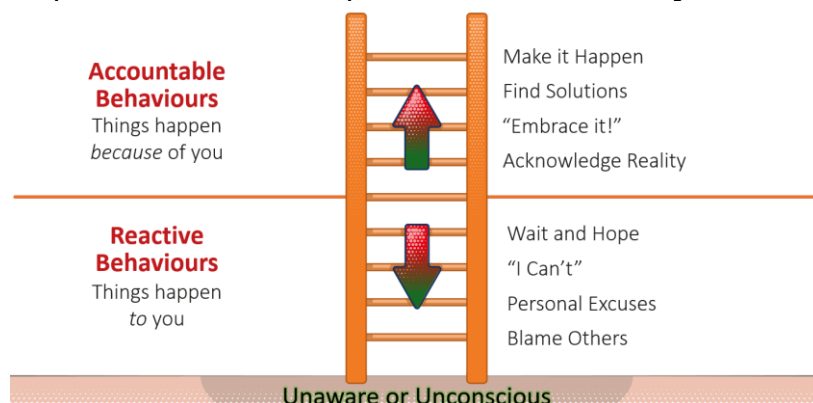 Accountable
Behaviours
Things happen
because of you
Make it Happen
Find Solutions
“Embrace it!”
Acknowledge Reality
Reactive
Behaviours
Things happen
to you
Wait and Hope
“I Can’t”
Personal Excuses
Blame Others
Unaware or Unconscious